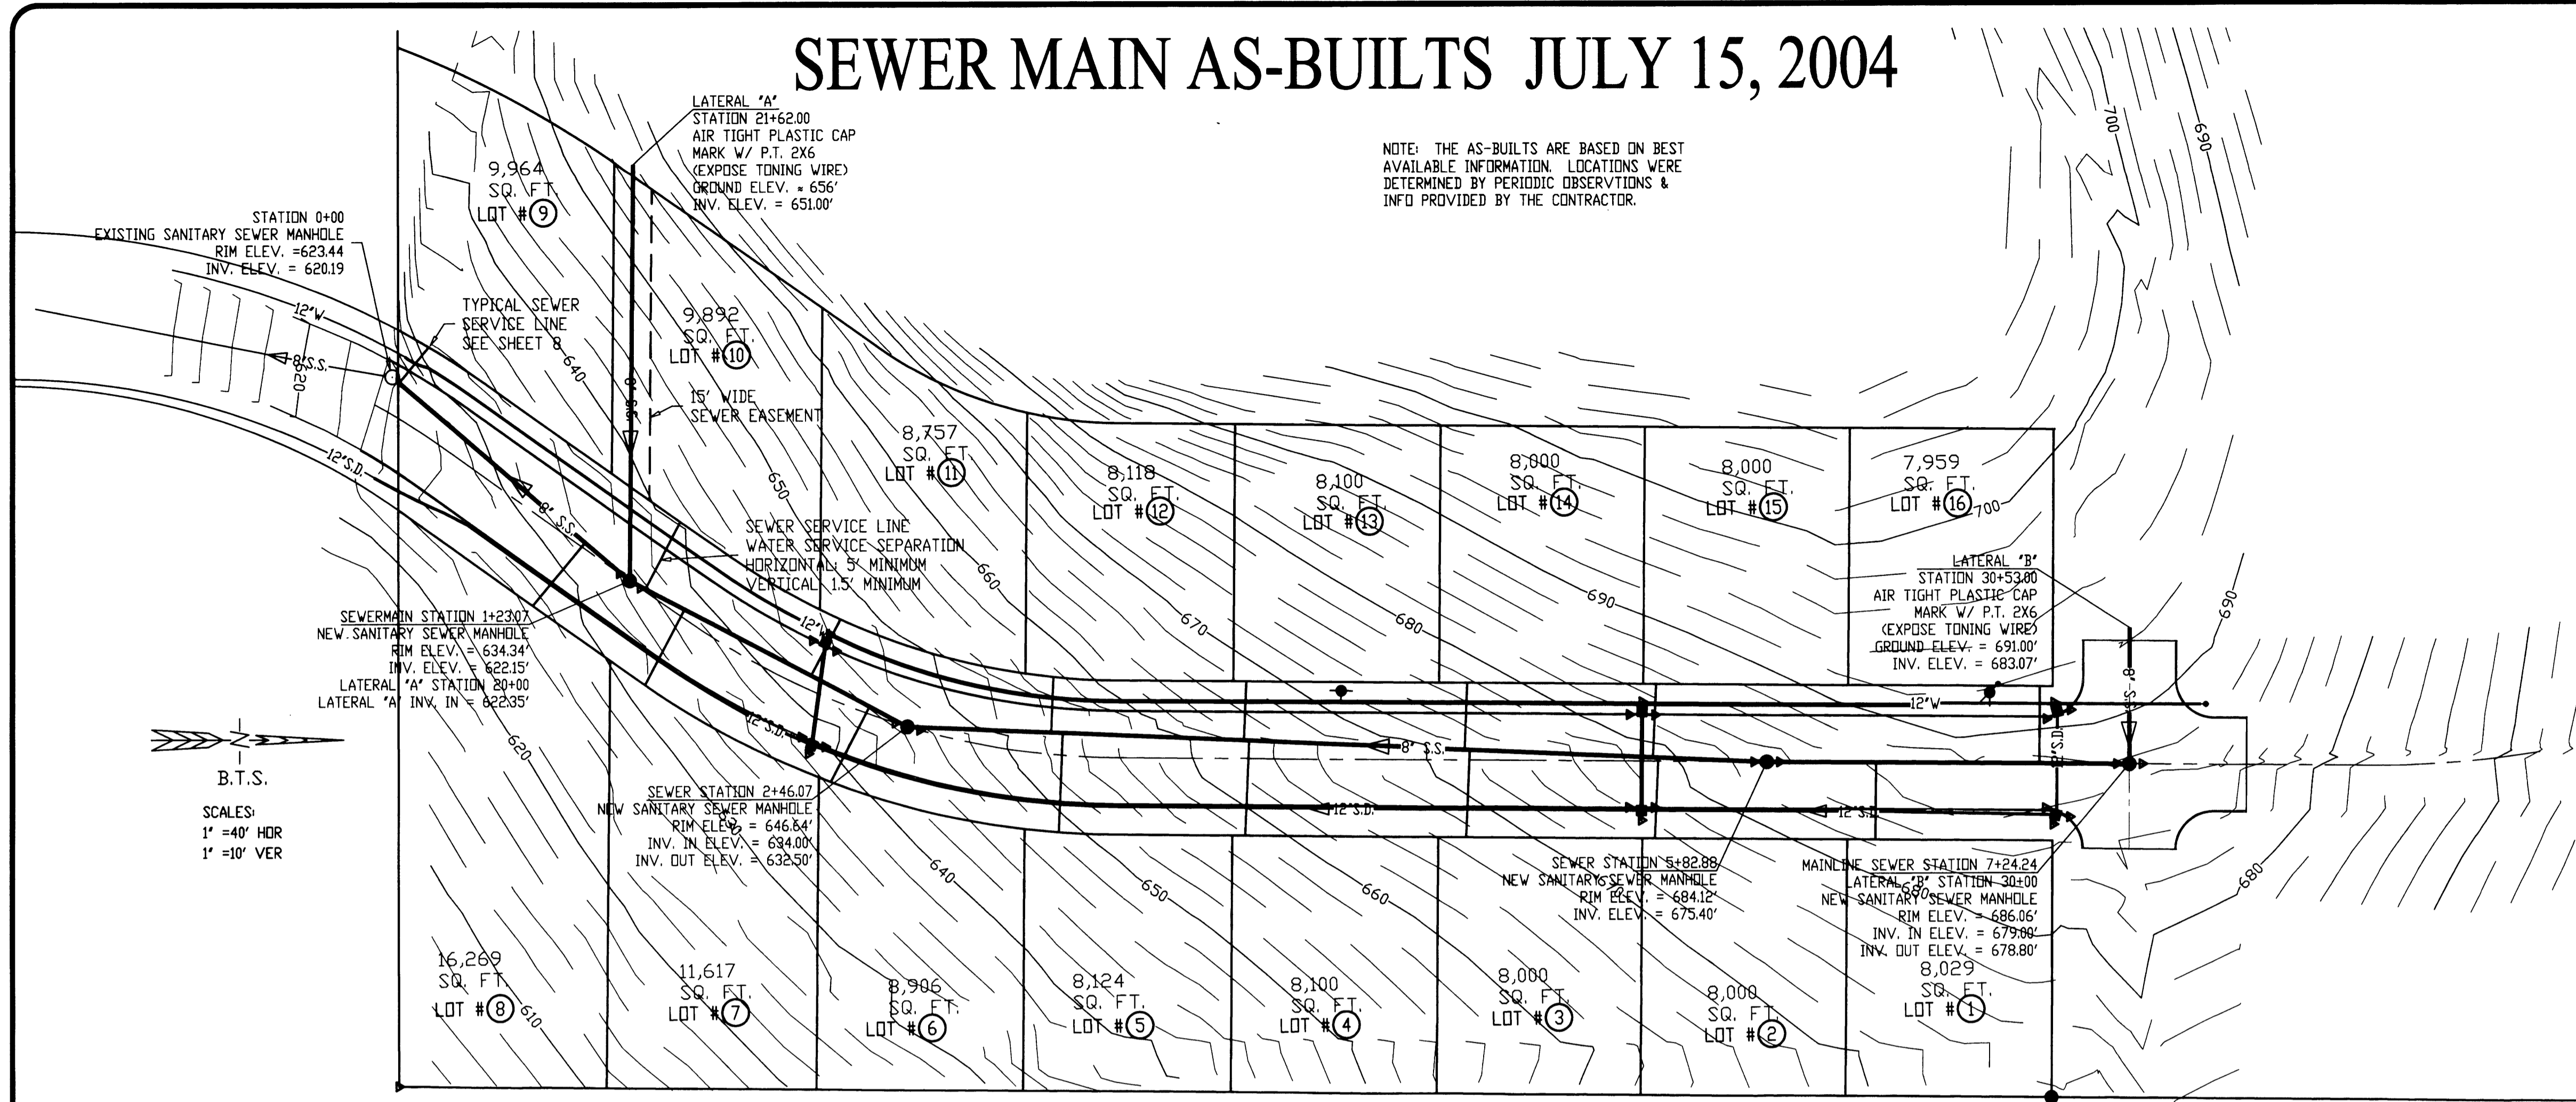 SEWER MAIN AS-BUILTS JULY 15, 2004
NOTE: THE AS-BUILTS ARE BASED ON BEST
AVAILABLE INFORMATION. LOCATIONS WERE
DETERMINED BY PERIODIC OBSERVTIONS &
INFO PROVIDED BY THE CONTRACTOR.
LATERAL "A"
STATION 21+62.00
AIR TIGHT PLASTIC CAP
MARK W/ P.T. 2X6
(EXPOSE TONING WIRE)
GROUND ELEV. ≈ 656'
INV. ELEV. = 651.00'
STATION 0+00
EXISTING SANITARY SEWER MANHOLE
RIM ELEV. =623.44
INV. ELEV. = 620.19
TYPICAL SEWER
SERVICE LINE
SEE SHEET 8
9,964
SQ. FT.
LOT #9
9,892
SQ. FT.
LOT #10
15' WIDE
SEWER EASEMENT
8,757
SQ. FT.
LOT #11
8,118
SQ. FT.
LOT #12
8,100
SQ. FT.
LOT #13
8,000
SQ. FT.
LOT #14
8,000
SQ. FT.
LOT #15
7,959
SQ. FT.
LOT #16
700
690
700
12"W
8"S.S.
620
640
8" S.S.
12"S.D.
8" S.S.
650
660
670
680
690
690
SEWER SERVICE LINE
WATER SERVICE SEPARATION
HORIZONTAL: 5' MINIMUM
VERTICAL: 1.5' MINIMUM
LATERAL "B"
STATION 30+53.00
AIR TIGHT PLASTIC CAP
MARK W/ P.T. 2X6
(EXPOSE TONING WIRE)
GROUND ELEV. = 691.00'
INV. ELEV. = 683.07'
SEWERMAIN STATION 1+23.07
NEW SANITARY SEWER MANHOLE
RIM ELEV. = 634.34'
INV. ELEV. = 622.15'
LATERAL "A" STATION 20+00
LATERAL "A" INV. IN = 622.35'
12"W
12"W
8" S.S.
8" S.S.
12"S.D.
12"S.D.
12"S.D.
12"S.D.
B.T.S.
SCALES:
1" =40' HOR
1" =10' VER
620
630
SEWER STATION 2+46.07
NEW SANITARY SEWER MANHOLE
RIM ELEV. = 646.64'
INV. IN ELEV. = 634.00'
INV. OUT ELEV. = 632.50'
640
650
660
SEWER STATION 5+82.88
NEW SANITARY SEWER MANHOLE
RIM ELEV. = 684.12'
INV. ELEV. = 675.40'
MAINLINE SEWER STATION 7+24.24
LATERAL "B" STATION 30+00
NEW SANITARY SEWER MANHOLE
RIM ELEV. = 686.06'
INV. IN ELEV. = 679.00'
INV. OUT ELEV. = 678.80'
680
680
16,269
SQ. FT.
LOT #8
610
11,617
SQ. FT.
LOT #7
8,906
SQ. FT.
LOT #6
8,124
SQ. FT.
LOT #5
8,100
SQ. FT.
LOT #4
8,000
SQ. FT.
LOT #3
8,000
SQ. FT.
LOT #2
8,029
SQ. FT.
LOT #1